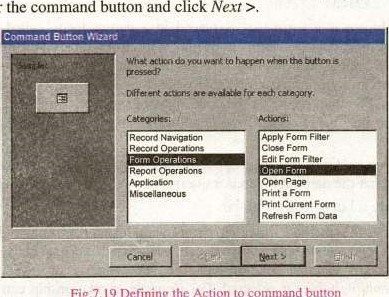 r the command button and click Next >.
Command Button Wizard
Sample:
What action do you want to happen when the button is
pressed?
Different actions are available for each category.
Categories:
Actions:
Record Navigation
Record Operations
Form Operations
Report Operations
Application
Miscellaneous
Apply Form Filter
Close Form
Edit Form Filter
Open Form
Open Page
Print a Form
Print Current Form
Refresh Form Data
Cancel
< Back
Next >
Finish
Fig 7.19 Defining the Action to command button